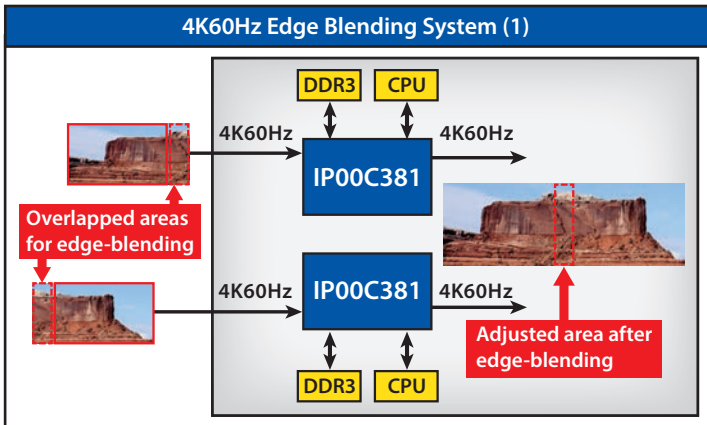 4K60Hz Edge Blending System (1)
DDR3
CPU
4K60Hz
4K60Hz
IP00C381
Overlapped areas
for edge-blending
4K60Hz
IP00C381
4K60Hz
Adjusted area after
edge-blending
DDR3
CPU